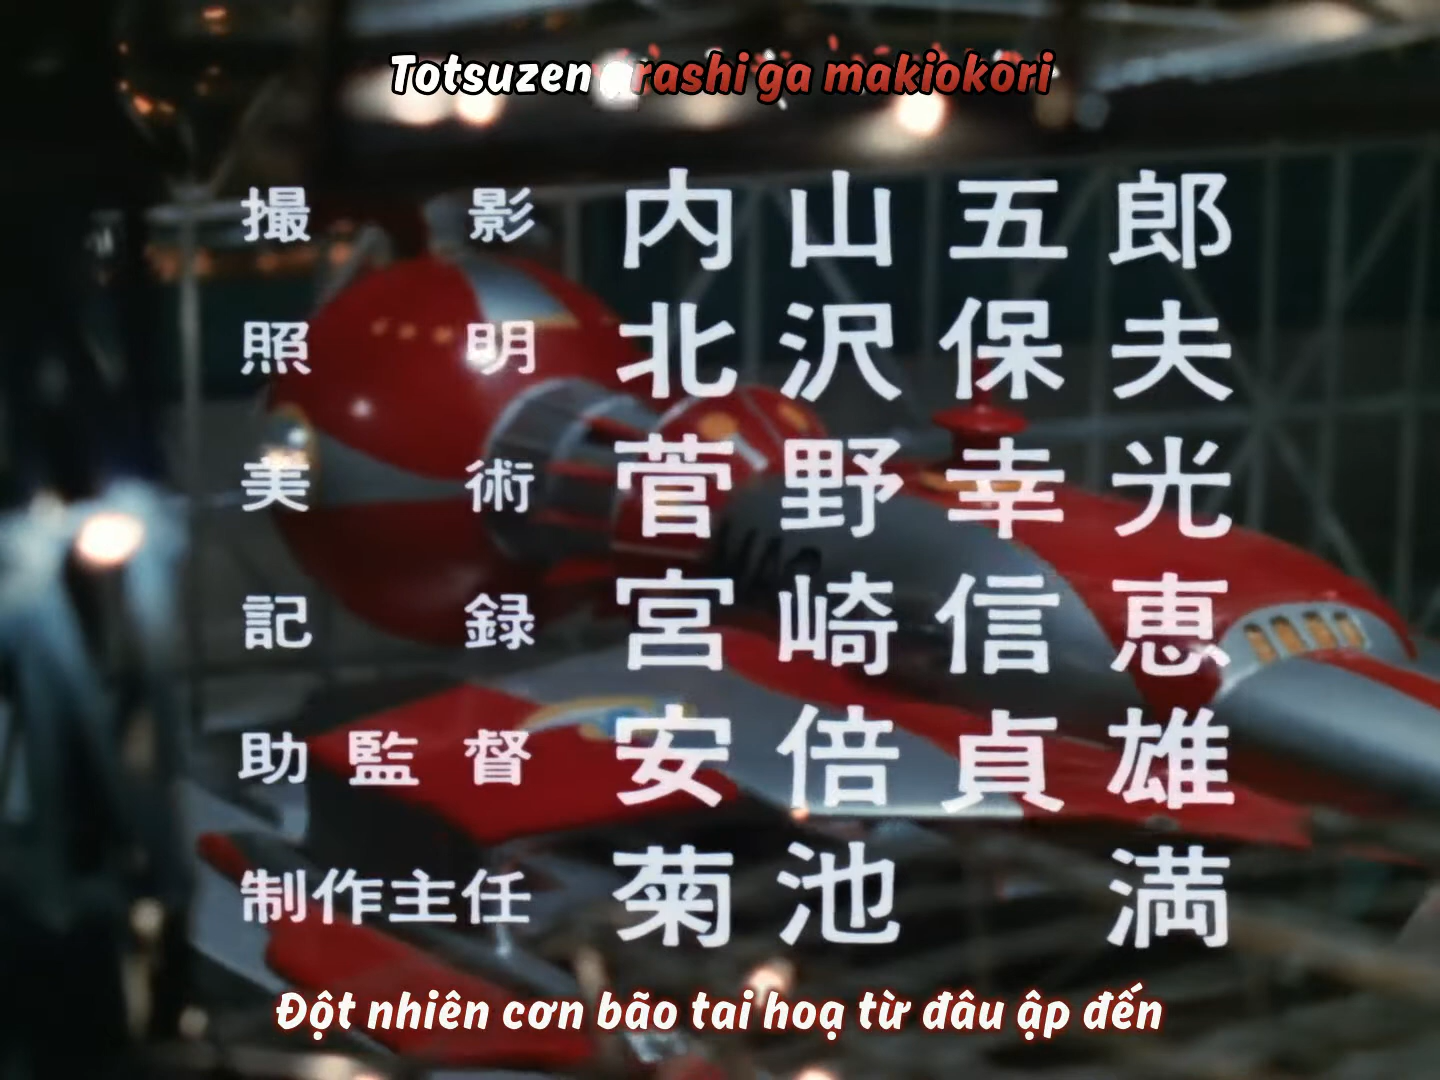 Totsuzen arashi ga makiokori
撮影 内山五郎
照明 北沢保夫
美術 菅野幸光
記録 宮崎信恵
助監督 安倍貞雄
制作主任 菊池 満
Đột nhiên cơn bão tai hoạ từ đâu ập đến